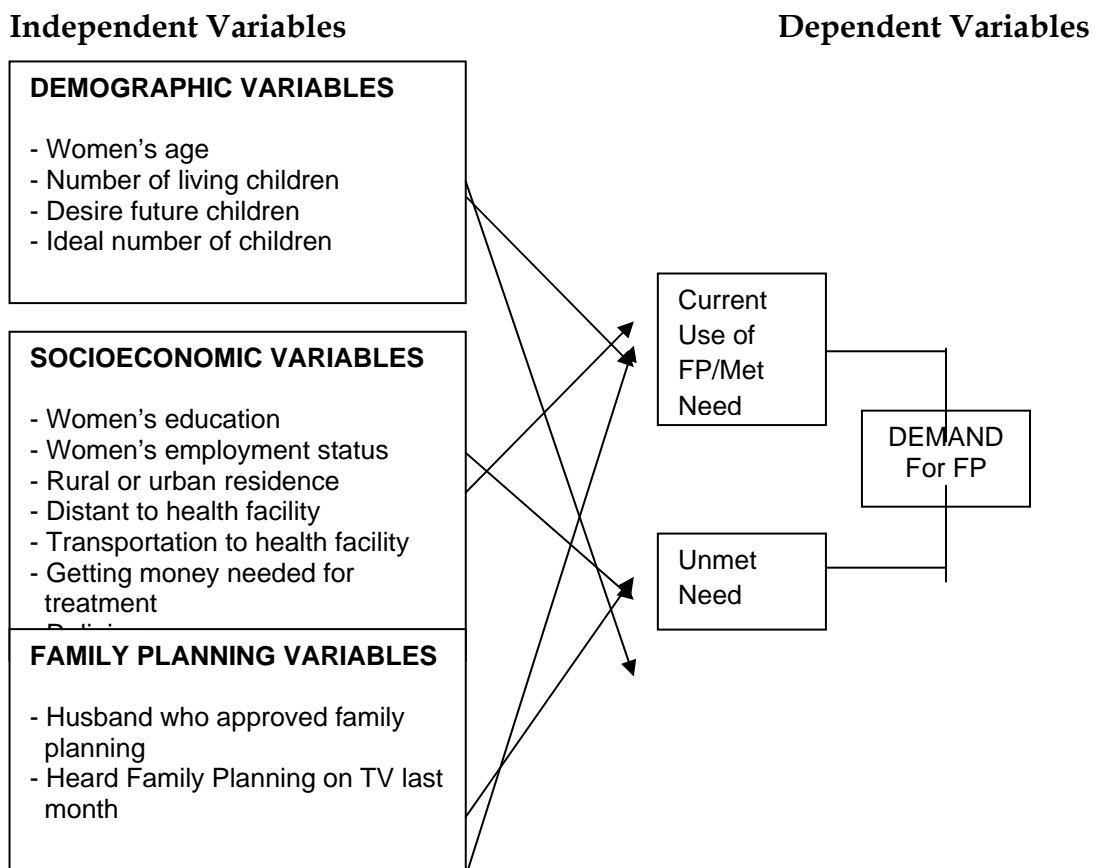 Independent Variables
Dependent Variables
DEMOGRAPHIC VARIABLES
- Women’s age
- Number of living children
- Desire future children
- Ideal number of children
SOCIOECONOMIC VARIABLES
- Women’s education
- Women’s employment status
- Rural or urban residence
- Distant to health facility
- Transportation to health facility
- Getting money needed for
treatment
FAMILY PLANNING VARIABLES
- Husband who approved family
planning
- Heard Family Planning on TV last
month
Current
Use of
FP/Met
Need
Unmet
Need
DEMAND
For FP